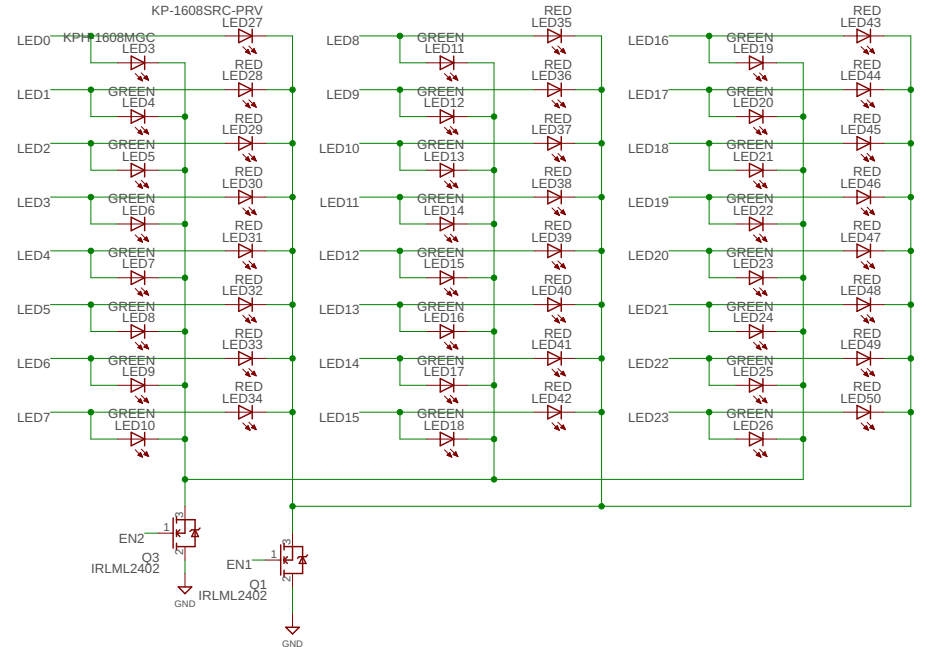 KP-1608SRC-PRV
LED27
LED0
KPH-1608MGC
LED3
RED
LED28
LED1
GREEN
LED4
RED
LED29
LED2
GREEN
LED5
RED
LED30
LED3
GREEN
LED6
RED
LED31
LED4
GREEN
LED7
RED
LED32
LED5
GREEN
LED8
RED
LED33
LED6
GREEN
LED9
RED
LED34
LED7
GREEN
LED10
RED
LED35
LED8
GREEN
LED11
RED
LED36
LED9
GREEN
LED12
RED
LED37
LED10
GREEN
LED13
RED
LED38
LED11
GREEN
LED14
RED
LED39
LED12
GREEN
LED15
RED
LED40
LED13
GREEN
LED16
RED
LED41
LED14
GREEN
LED17
RED
LED42
LED15
GREEN
LED18
RED
LED43
LED16
GREEN
LED19
RED
LED44
LED17
GREEN
LED20
RED
LED45
LED18
GREEN
LED21
RED
LED46
LED19
GREEN
LED22
RED
LED47
LED20
GREEN
LED23
RED
LED48
LED21
GREEN
LED24
RED
LED49
LED22
GREEN
LED25
RED
LED50
LED23
GREEN
LED26
3
1
EN2
2
Q3
IRLML2402
GND
3
1
EN1
2
Q1
IRLML2402
GND